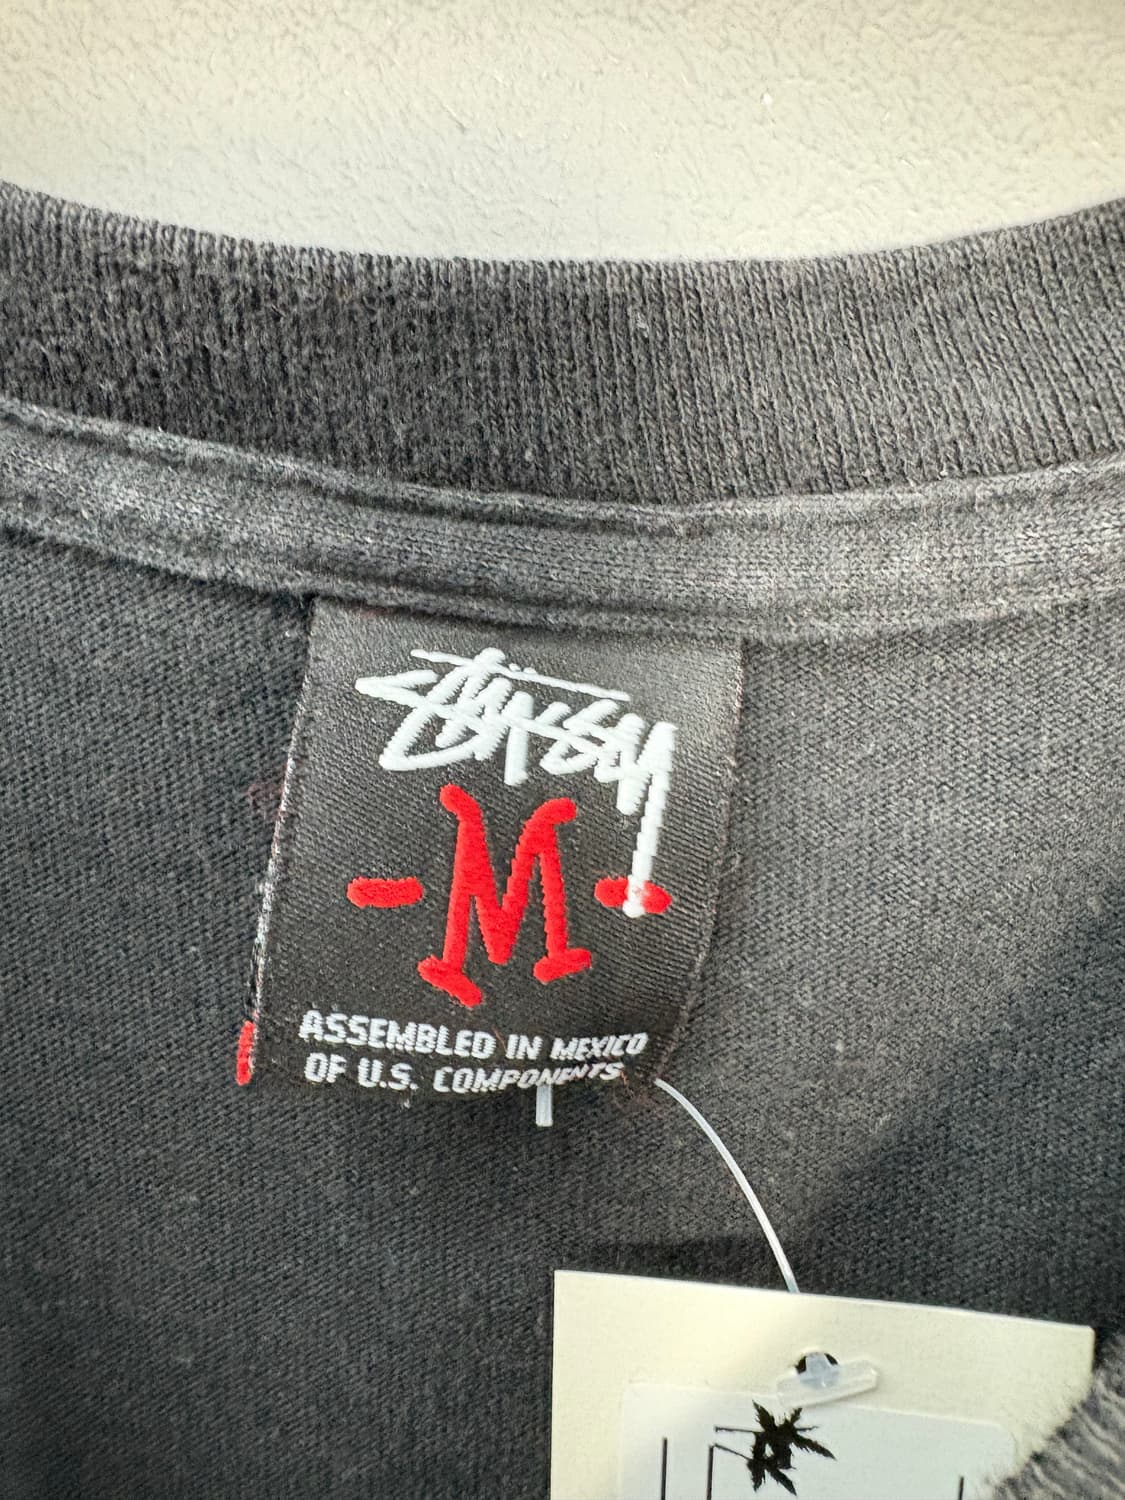 STÜSSY
- M -
ASSEMBLED IN MEXICO
OF U.S. COMPONENTS